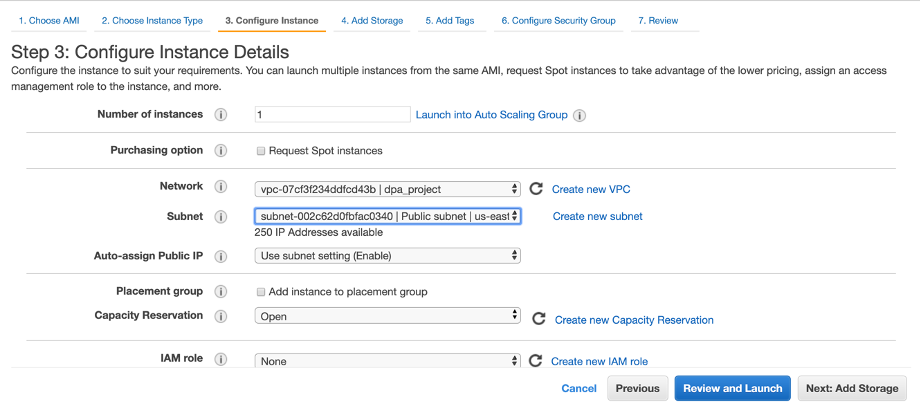 1. Choose AMI 2. Choose Instance Type 3. Configure Instance 4. Add Storage 5. Add Tags 6. Configure Security Group 7. Review
Step 3: Configure Instance Details
Configure the instance to suit your requirements. You can launch multiple instances from the same AMI, request Spot instances to take advantage of the lower pricing, assign an access
management role to the instance, and more.
Number of instances i 1 Launch into Auto Scaling Group i
Purchasing option i Request Spot instances
Network i vpc-07cf3f234ddfcd43b | dpa_project Create new VPC
Subnet i subnet-002c62d0fbfac0340 | Public subnet | us-east Create new subnet
250 IP Addresses available
Auto-assign Public IP i Use subnet setting (Enable)
Placement group i Add instance to placement group
Capacity Reservation i Open Create new Capacity Reservation
IAM role i None Create new IAM role
Cancel Previous Review and Launch Next: Add Storage